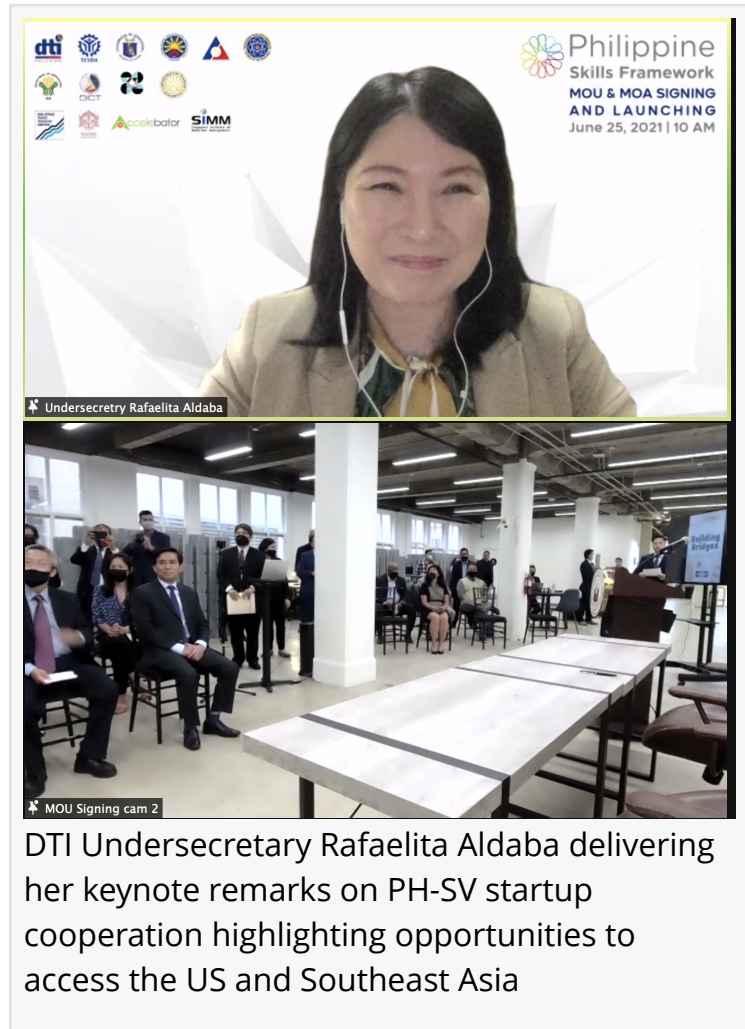 dti
TESDA
DICT
Accelebator
SIMM
Philippine
Skills Framework
MOU & MOA SIGNING
AND LAUNCHING
June 25, 2021 | 10 AM
Undersecretry Rafaelita Aldaba
Building
Bridges
MOU Signing cam 2
DTI Undersecretary Rafaelita Aldaba delivering
her keynote remarks on PH-SV startup
cooperation highlighting opportunities to
access the US and Southeast Asia